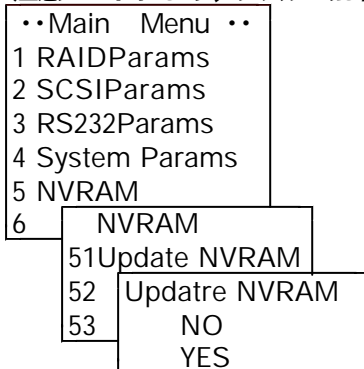 ··Main Menu ··
1 RAIDParams
2 SCSIParams
3 RS232Params
4 System Params
5 NVRAM
6
NVRAM
51Update NVRAM
52
53
Updatre NVRAM
NO
YES